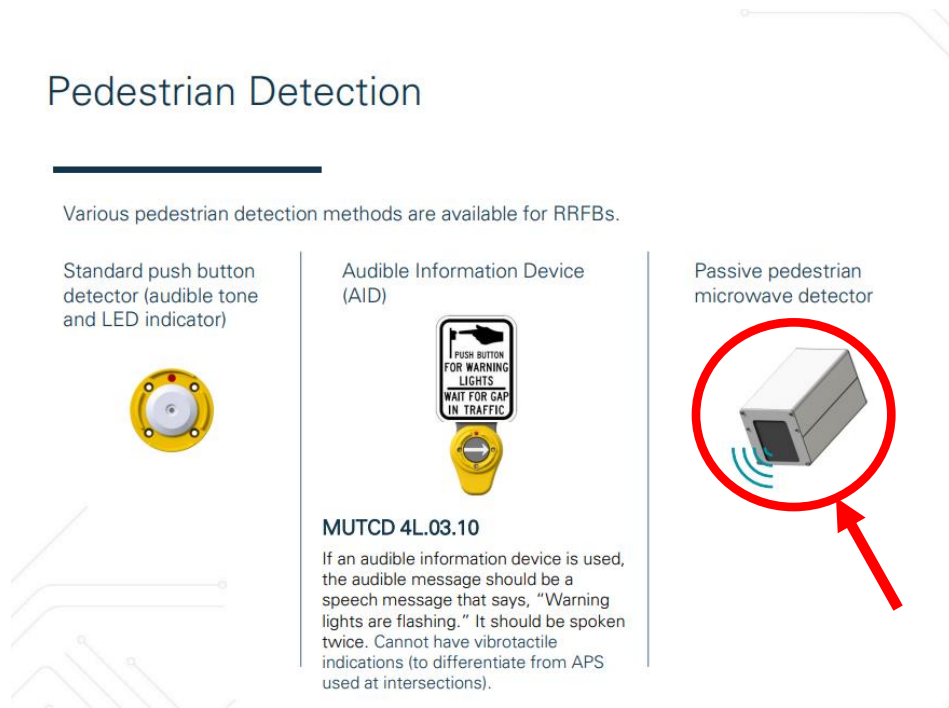 Pedestrian Detection
Various pedestrian detection methods are available for RRFBs.
Standard push button
detector (audible tone
and LED indicator)
Audible Information Device
(AID)
PUSH BUTTON
FOR WARNING
LIGHTS
WAIT FOR GAP
IN TRAFFIC
MUTCD 4L.03.10
If an audible information device is used,
the audible message should be a
speech message that says, “Warning
lights are flashing.” It should be spoken
twice. Cannot have vibrotactile
indications (to differentiate from APS
used at intersections).
Passive pedestrian
microwave detector